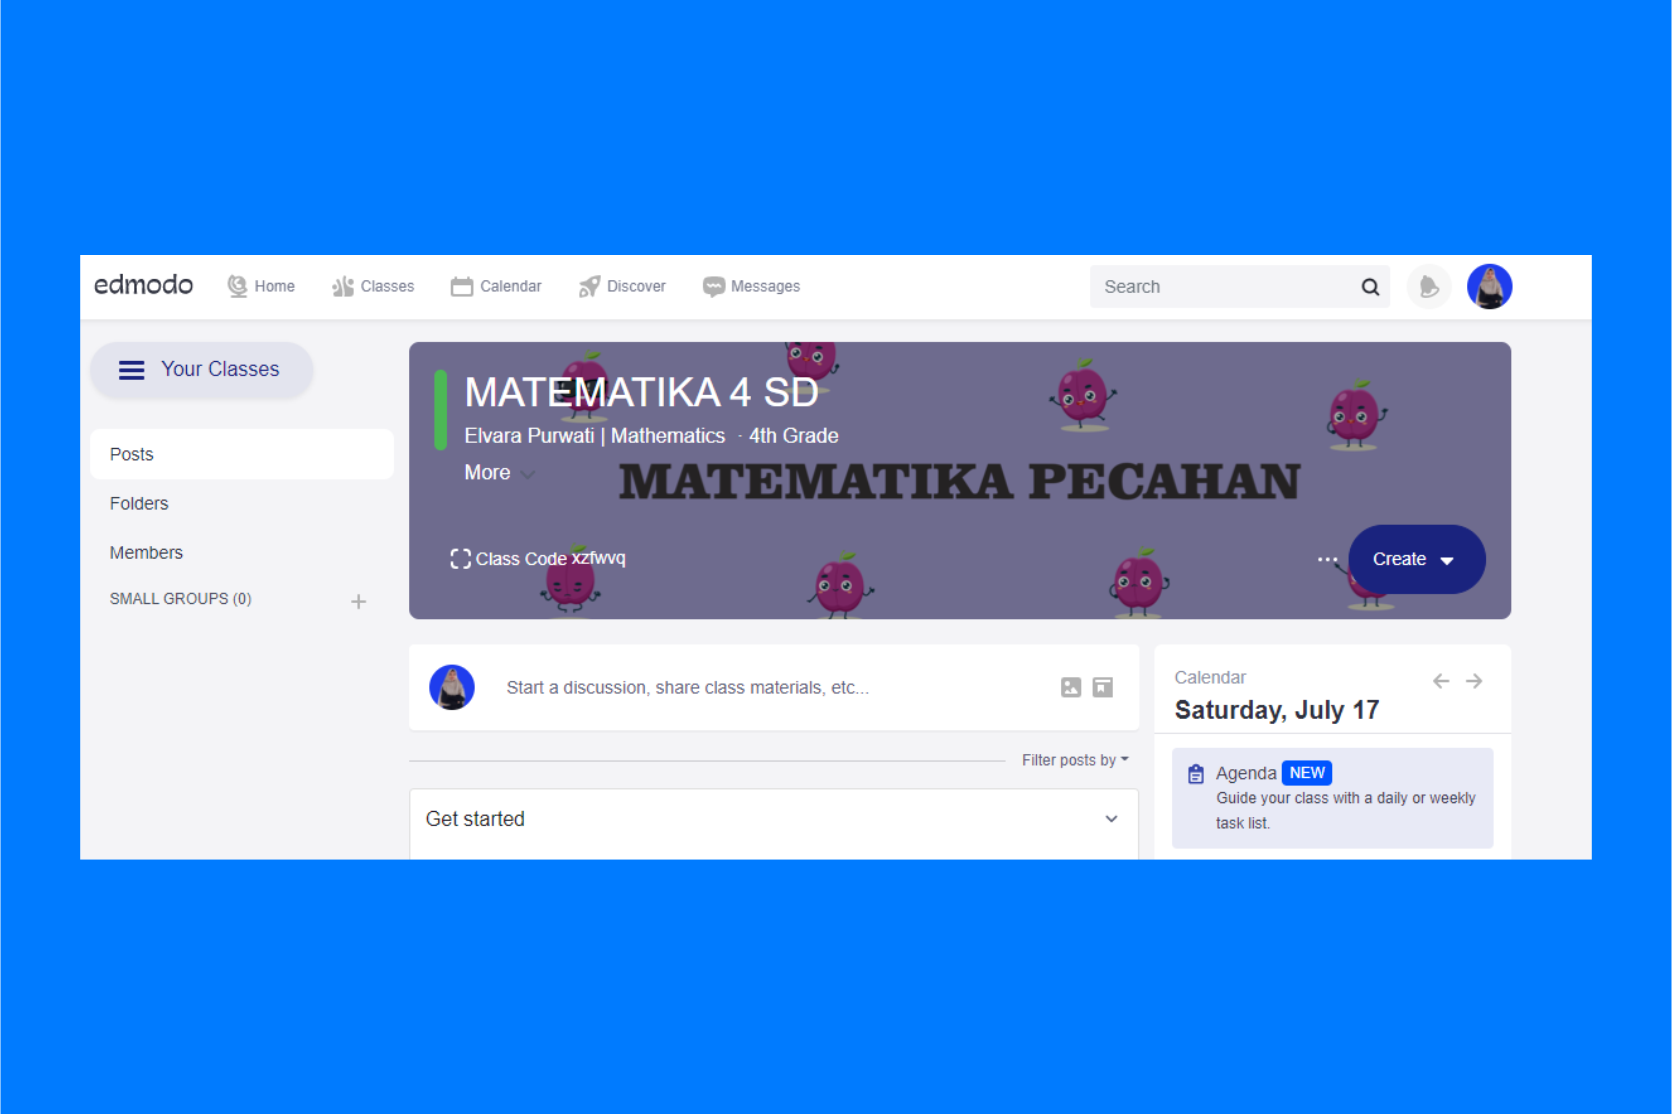 edmodo
Home
Classes
Calendar
Discover
Messages
Search
Your Classes
Posts
Folders
Members
SMALL GROUPS (0)
MATEMATIKA 4 SD
Elvara Purwati | Mathematics · 4th Grade
More
MATEMATIKA PECAHAN
Class Code xzfwvq
Create
Start a discussion, share class materials, etc...
Filter posts by
Get started
Calendar
Saturday, July 17
Agenda NEW
Guide your class with a daily or weekly
task list.